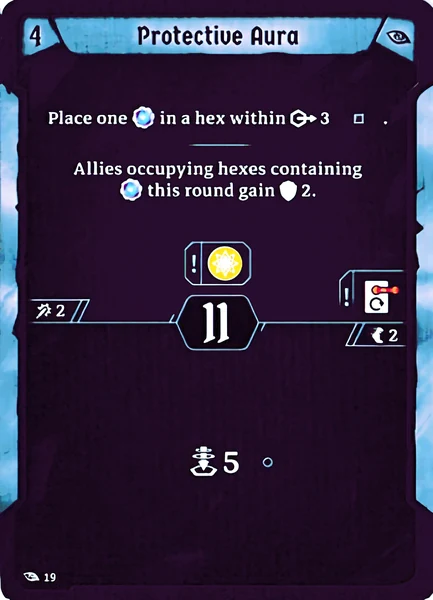 4 Protective Aura
Place one in a hex within 3 .
Allies occupying hexes containing
this round gain 2.
!
!
2
11
2
5
19